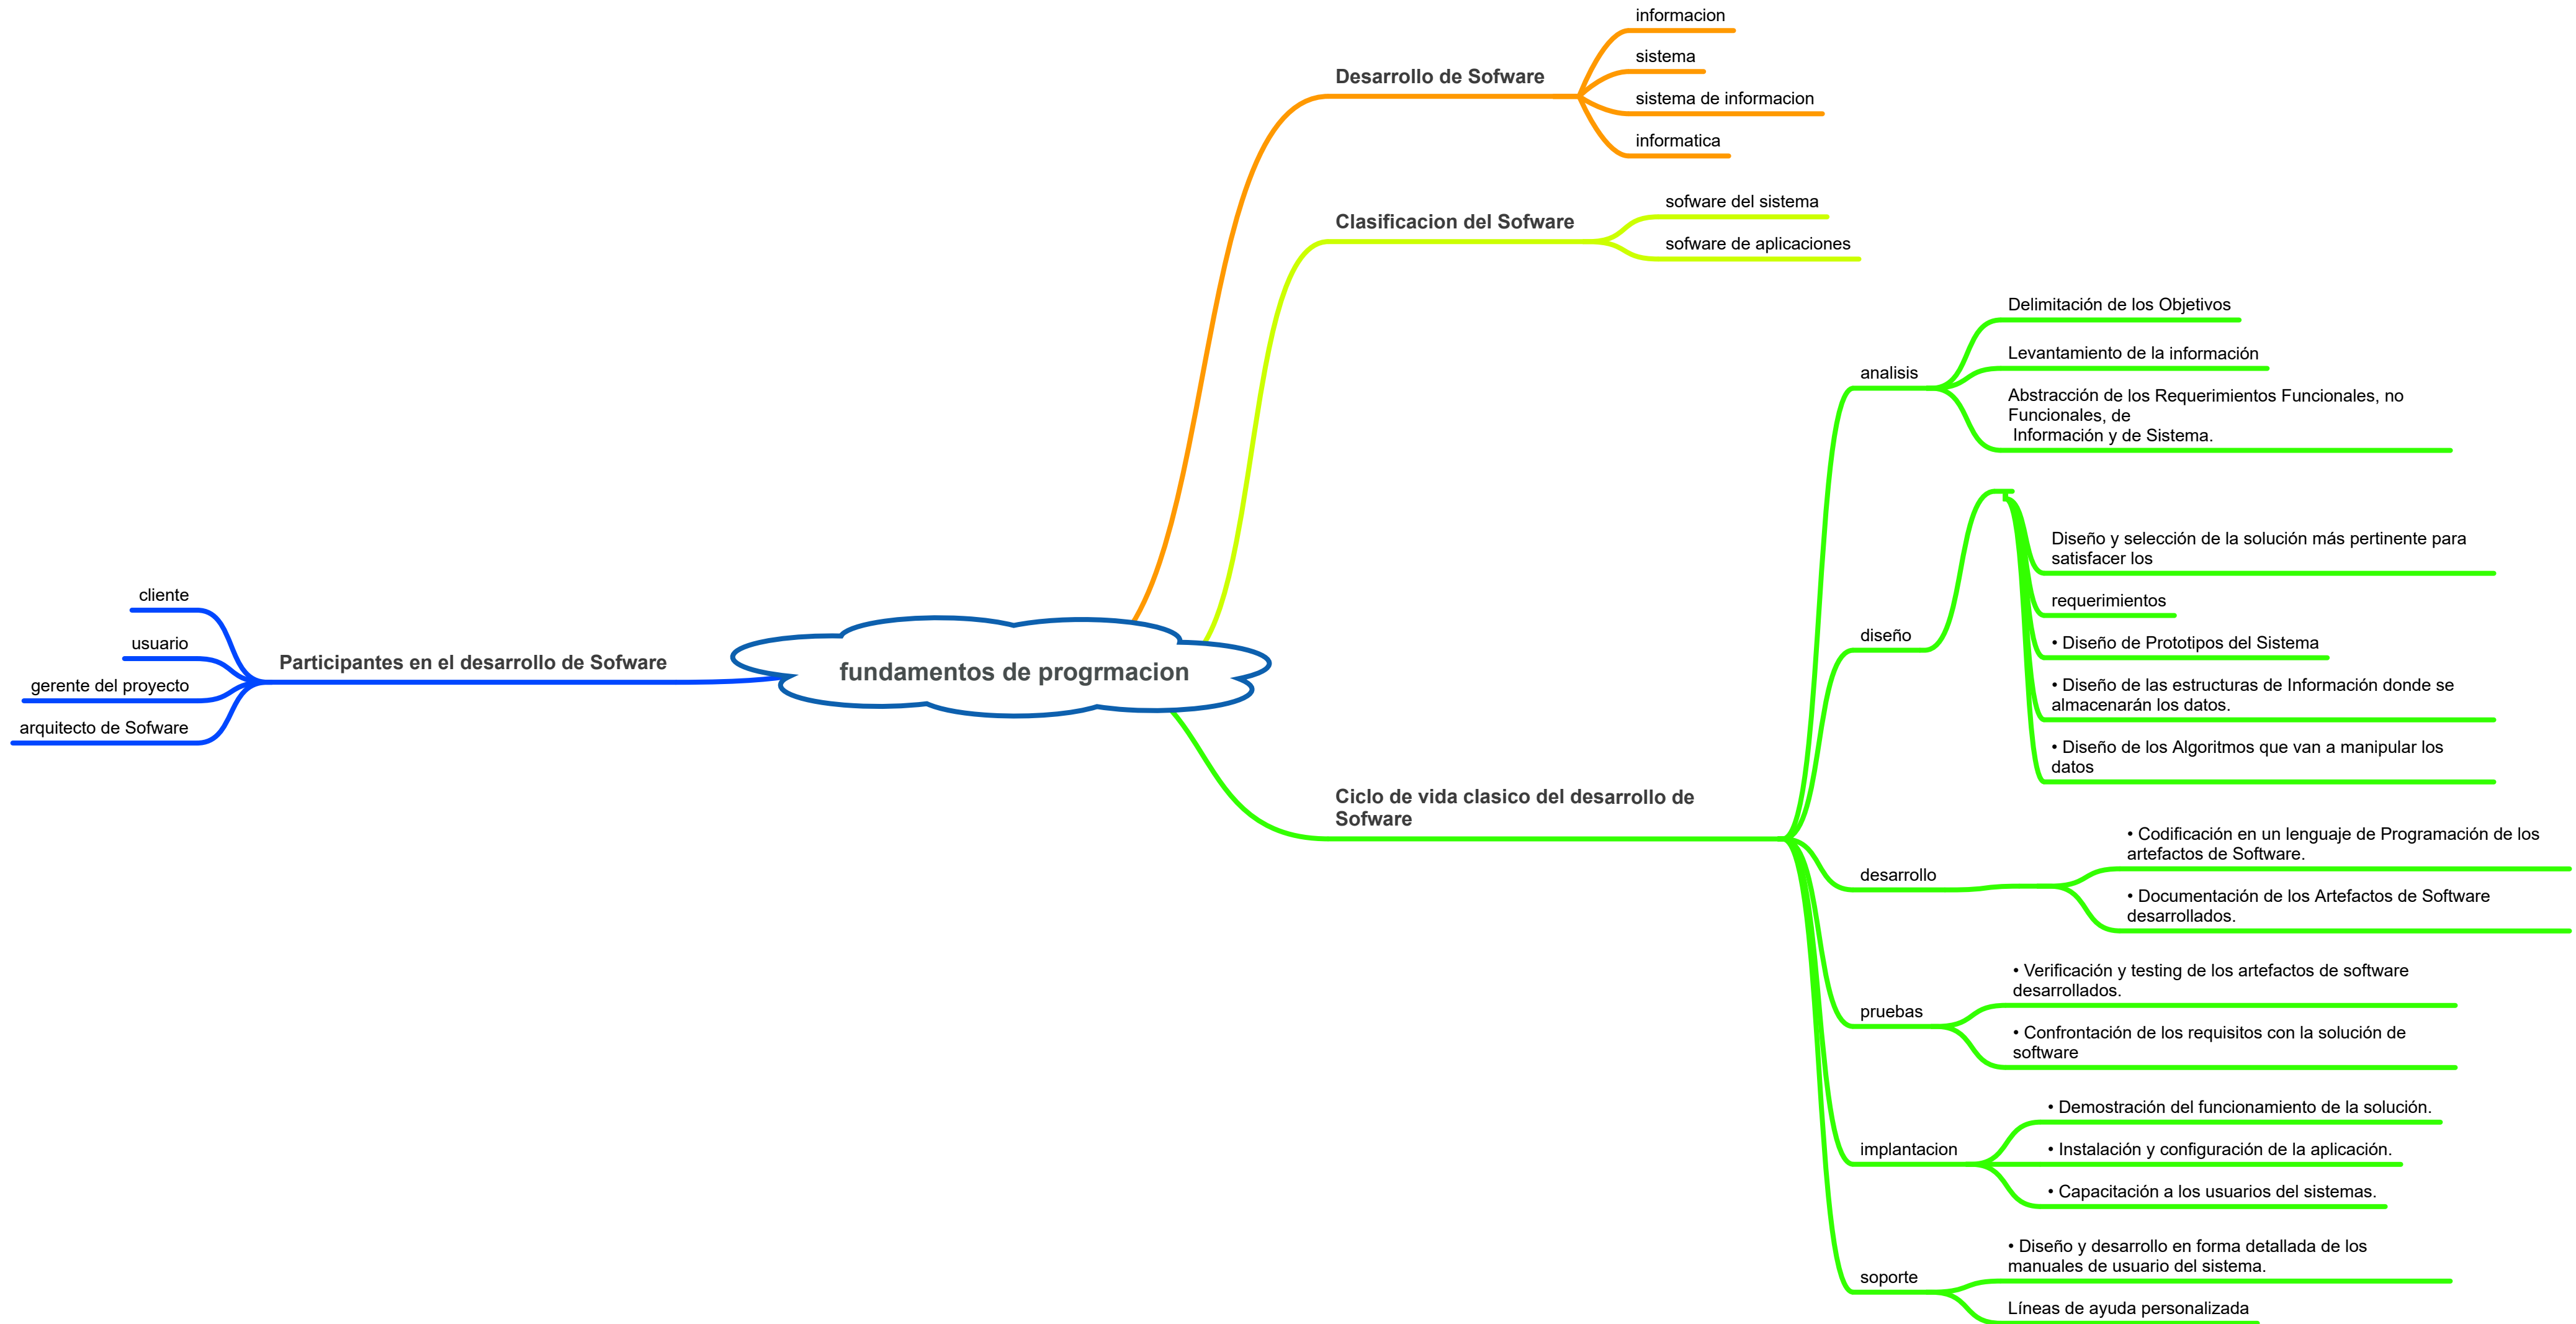 informacion
sistema
Desarrollo de Sofware
sistema de informacion
informatica
sofware del sistema
Clasificacion del Sofware
sofware de aplicaciones
Delimitación de los Objetivos
Levantamiento de la información
analisis
Abstracción de los Requerimientos Funcionales, no
Funcionales, de
Información y de Sistema.
Diseño y selección de la solución más pertinente para
satisfacer los
requerimientos
diseño
• Diseño de Prototipos del Sistema
• Diseño de las estructuras de Información donde se
almacenarán los datos.
• Diseño de los Algoritmos que van a manipular los
datos
cliente
usuario
Participantes en el desarrollo de Sofware
gerente del proyecto
arquitecto de Sofware
fundamentos de progrmacion
Ciclo de vida clasico del desarrollo de
Sofware
• Codificación en un lenguaje de Programación de los
artefactos de Software.
desarrollo
• Documentación de los Artefactos de Software
desarrollados.
• Verificación y testing de los artefactos de software
desarrollados.
pruebas
• Confrontación de los requisitos con la solución de
software
• Demostración del funcionamiento de la solución.
implantacion
• Instalación y configuración de la aplicación.
• Capacitación a los usuarios del sistemas.
• Diseño y desarrollo en forma detallada de los
manuales de usuario del sistema.
soporte
Líneas de ayuda personalizada